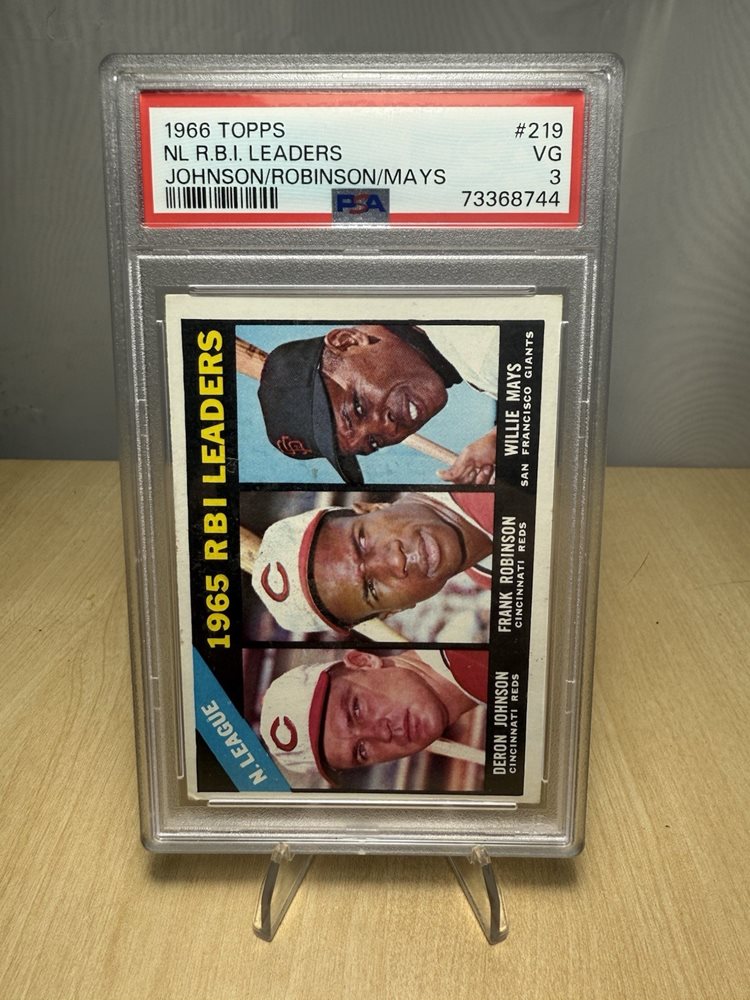 1966 TOPPS #219
NL R.B.I. LEADERS VG
JOHNSON/ROBINSON/MAYS 3
PSA 73368744
1965 RBI LEADERS
N. LEAGUE
DERON JOHNSON
CINCINNATI REDS
FRANK ROBINSON
CINCINNATI REDS
WILLIE MAYS
SAN FRANCISCO GIANTS
C
C
SF